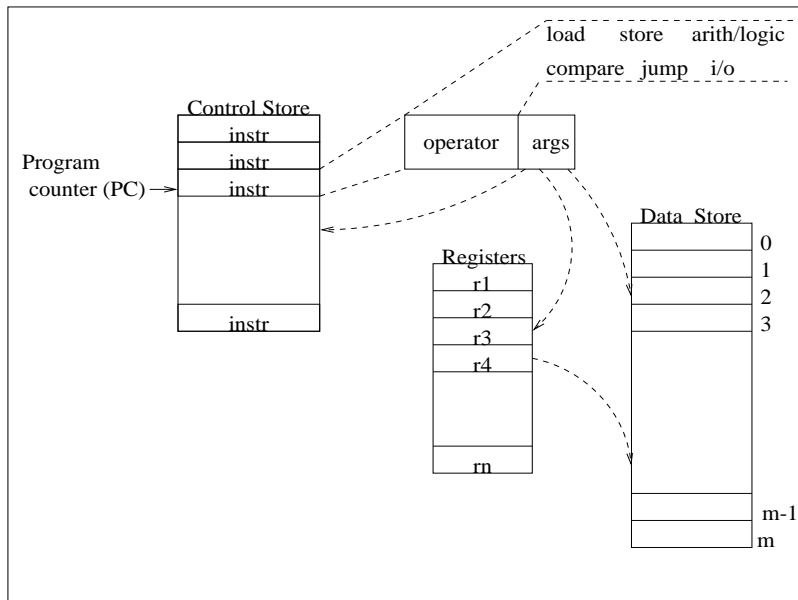 load store arith/logic
compare jump i/o
Control Store
instr
instr
instr
instr
Program
counter (PC)
operator
args
Registers
r1
r2
r3
r4
rn
Data Store
0
1
2
3
m-1
m